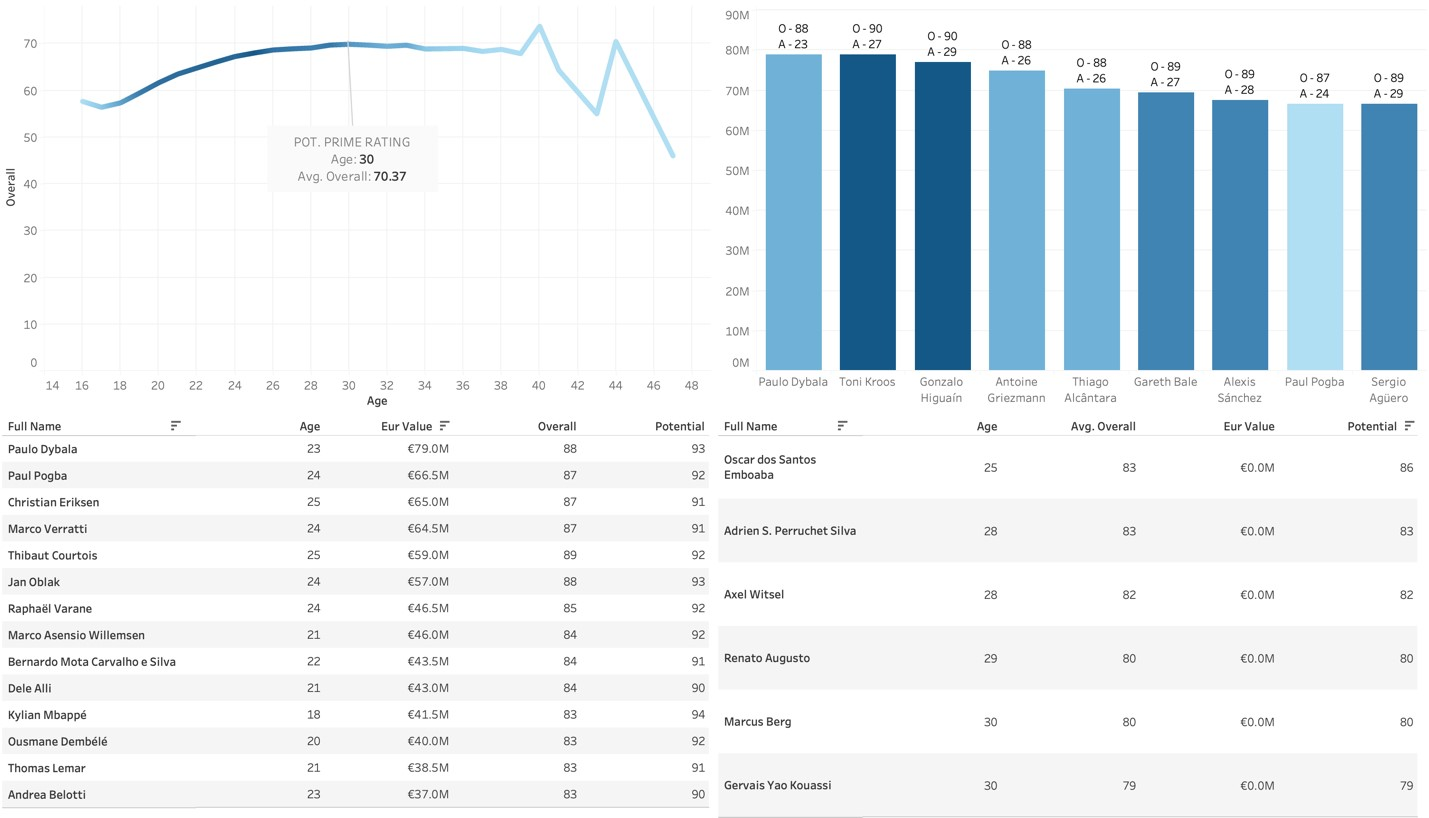 70
60
50
40
30
20
10
0
Overall
POT. PRIME RATING
Age: 30
Avg. Overall: 70.37
14 16 18 20 22 24 26 28 30 32 34 36 38 40 42 44 46 48
Age
90M
80M
70M
60M
50M
40M
30M
20M
10M
0M
O - 88
A - 23
O - 90
A - 27
O - 90
A - 29
O - 88
A - 26
O - 88
A - 26
O - 89
A - 27
O - 89
A - 28
O - 87
A - 24
O - 89
A - 29
Paulo Dybala
Toni Kroos
Gonzalo
Higuaín
Antoine
Griezmann
Thiago
Alcântara
Gareth Bale
Alexis
Sánchez
Paul Pogba
Sergio
Agüero
Full Name Age Eur Value Overall Potential
Paulo Dybala 23 €79.0M 88 93
Paul Pogba 24 €66.5M 87 92
Christian Eriksen 25 €65.0M 87 91
Marco Verratti 24 €64.5M 87 91
Thibaut Courtois 25 €59.0M 89 92
Jan Oblak 24 €57.0M 88 93
Raphaël Varane 24 €46.5M 85 92
Marco Asensio Willemsen 21 €46.0M 84 92
Bernardo Mota Carvalho e Silva 22 €43.5M 84 91
Dele Alli 21 €43.0M 84 90
Kylian Mbappé 18 €41.5M 83 94
Ousmane Dembélé 20 €40.0M 83 92
Thomas Lemar 21 €38.5M 83 91
Andrea Belotti 23 €37.0M 83 90
Full Name Age Avg. Overall Eur Value Potential
Oscar dos Santos
Emboaba 25 83 €0.0M 86
Adrien S. Perruchet Silva 28 83 €0.0M 83
Axel Witsel 28 82 €0.0M 82
Renato Augusto 29 80 €0.0M 80
Marcus Berg 30 80 €0.0M 80
Gervais Yao Kouassi 30 79 €0.0M 79